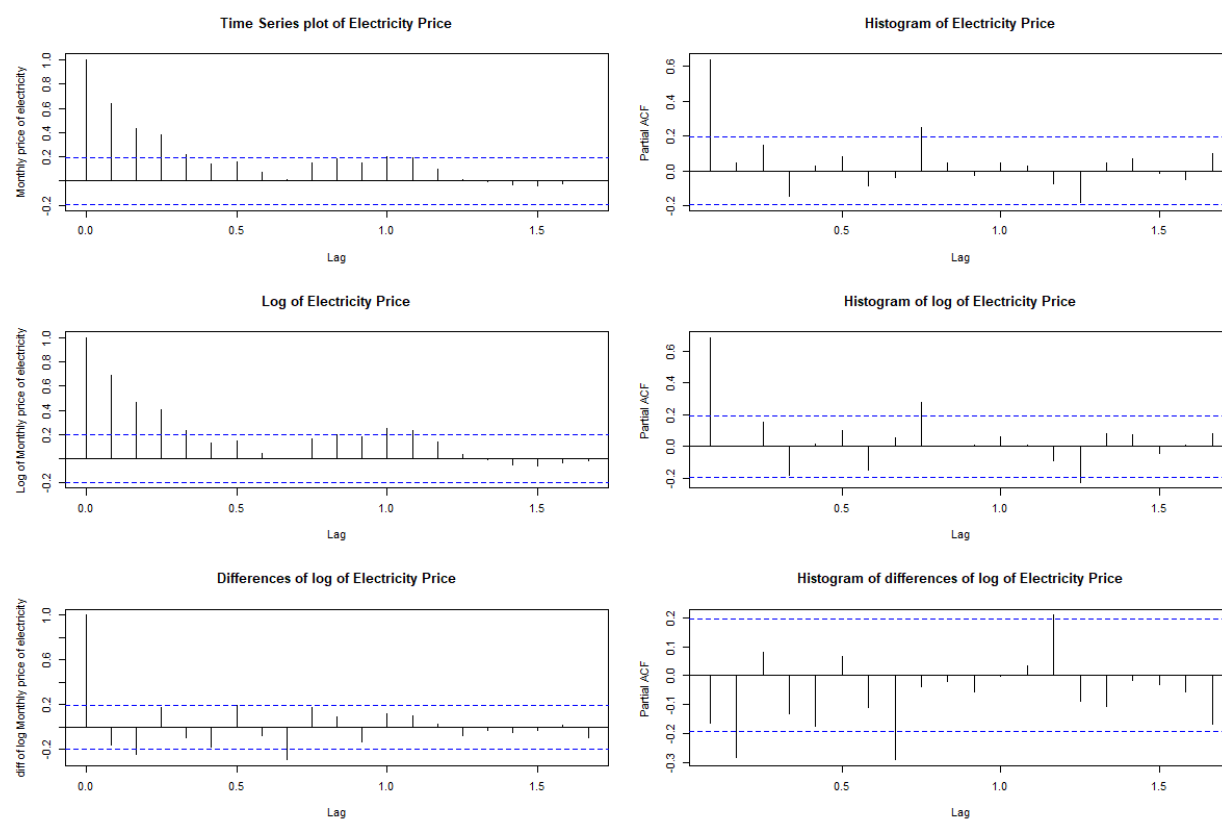 Time Series plot of Electricity Price
Monthly price of electricity
1.0
0.6
0.4
0.2
-0.2
0.0
0.5
1.0
1.5
Lag
Histogram of Electricity Price
Partial ACF
0.6
0.4
0.2
0.0
-0.2
0.5
1.0
1.5
Lag
Log of Electricity Price
Log of Monthly price of electricity
1.0
0.8
0.6
0.4
0.2
-0.2
0.0
0.5
1.0
1.5
Lag
Histogram of log of Electricity Price
Partial ACF
0.6
0.4
0.2
0.0
-0.2
0.5
1.0
1.5
Lag
Differences of log of Electricity Price
diff of log Monthly price of electricity
1.0
0.6
0.2
-0.2
0.0
0.5
1.0
1.5
Lag
Histogram of differences of log of Electricity Price
Partial ACF
0.2
0.1
0.0
-0.1
-0.2
-0.3
0.5
1.0
1.5
Lag